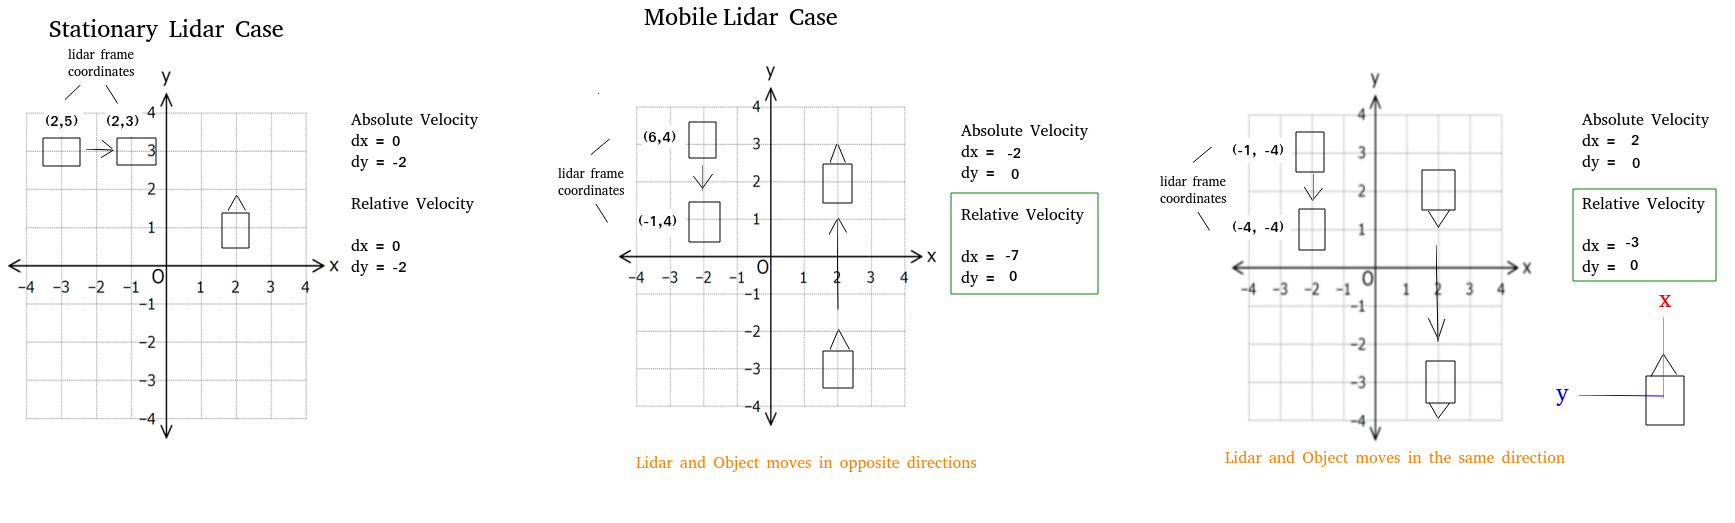 Stationary Lidar Case
lidar frame
coordinates
y
(2,5) (2,3)
4
3
2
1
O
x
-4 -3 -2 -1 1 2 3 4
-1
-2
-3
-4
Absolute Velocity
dx = 0
dy = -2
Relative Velocity
dx = 0
dy = -2
Mobile Lidar Case
y
(6,4)
lidar frame
coordinates
(-1,4)
4
3
2
1
O
x
-4 -3 -2 -1 1 2 3 4
-1
-2
-3
-4
Absolute Velocity
dx = -2
dy = 0
Relative Velocity
dx = -7
dy = 0
Lidar and Object moves in opposite directions
y
(-1, -4)
lidar frame
coordinates
(-4, -4)
4
3
2
1
O
x
-4 -3 -2 -1 1 2 3 4
-1
-2
-3
-4
Absolute Velocity
dx = 2
dy = 0
Relative Velocity
dx = -3
dy = 0
x
y
Lidar and Object moves in the same direction